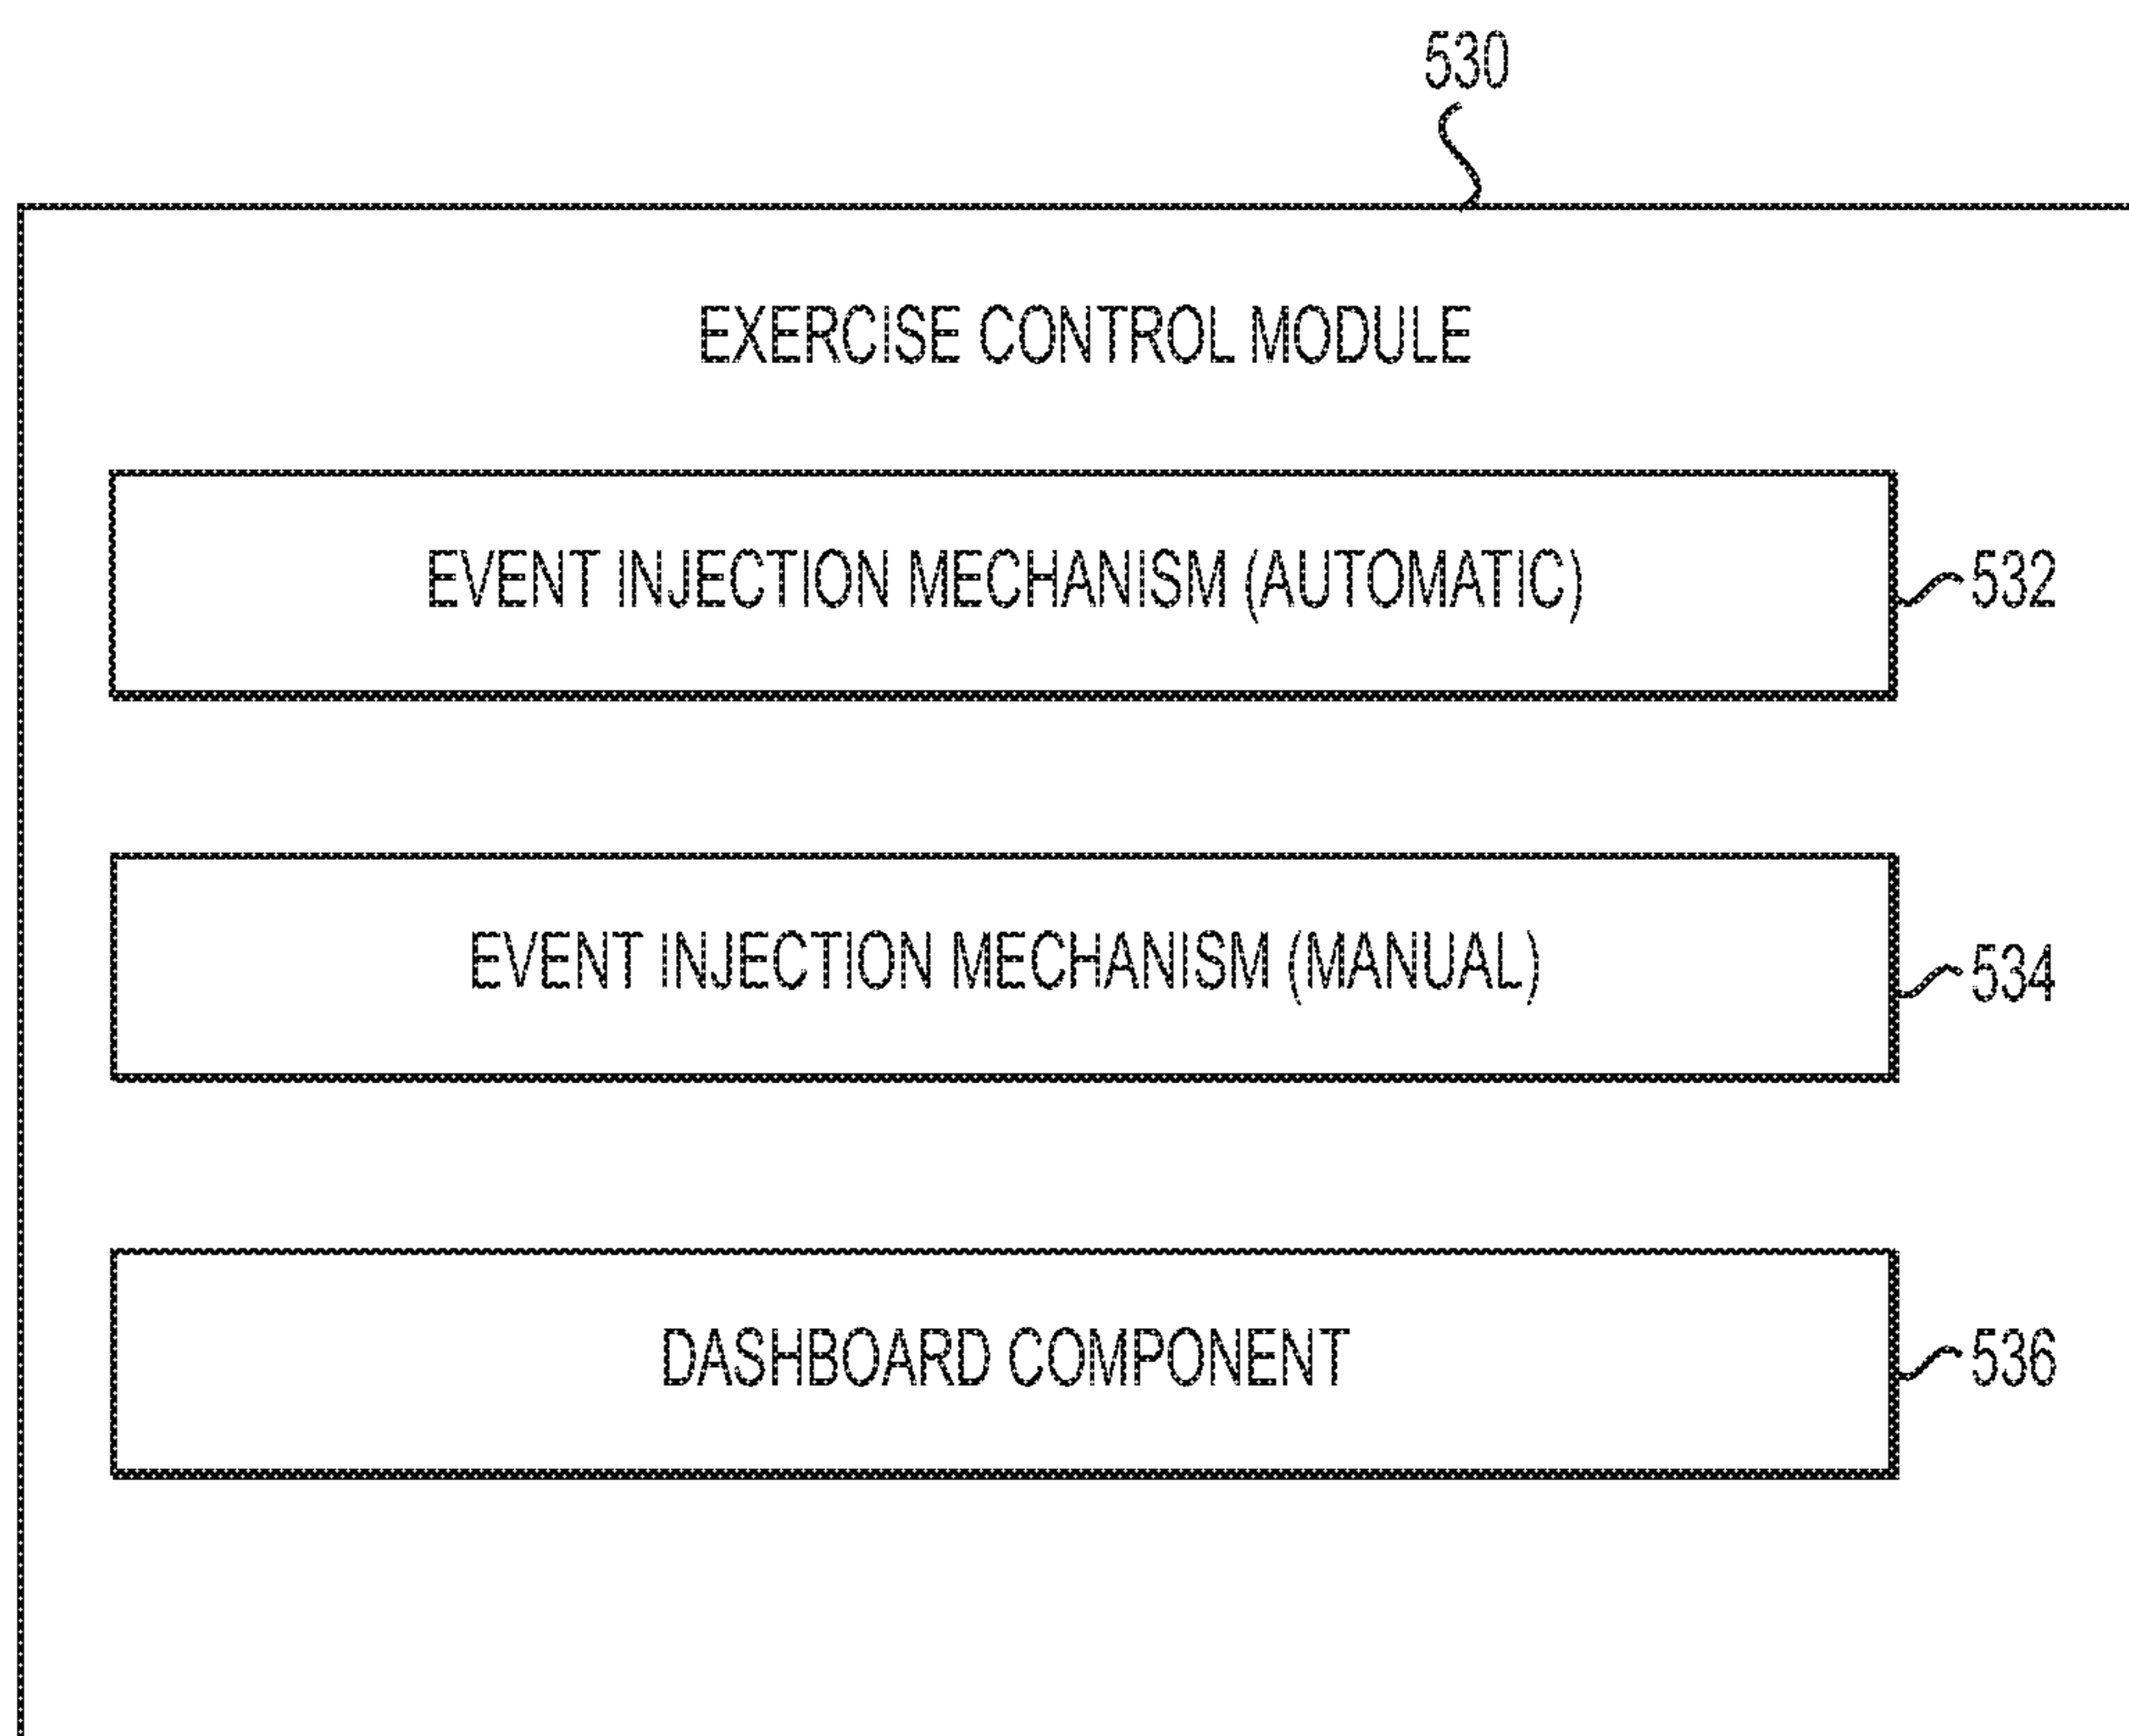 530
EXERCISE CONTROL MODULE
EVENT INJECTION MECHANISM (AUTOMATIC)
532
EVENT INJECTION MECHANISM (MANUAL)
534
DASHBOARD COMPONENT
536